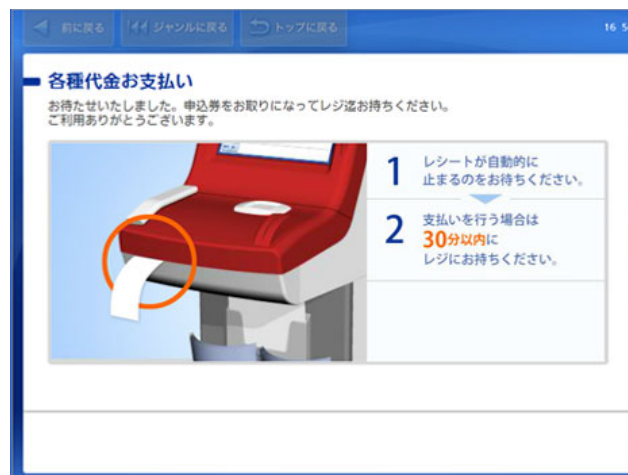 前に戻る
ジャンルに戻る
トップに戻る
16 5
各種代金お支払い
お待たせいたしました。申込券をお取りになってレジ迄お持ちください。
ご利用ありがとうございます。
1 レシートが自動的に
止まるのをお待ちください。
2 支払いを行う場合は
30分以内に
レジにお持ちください。